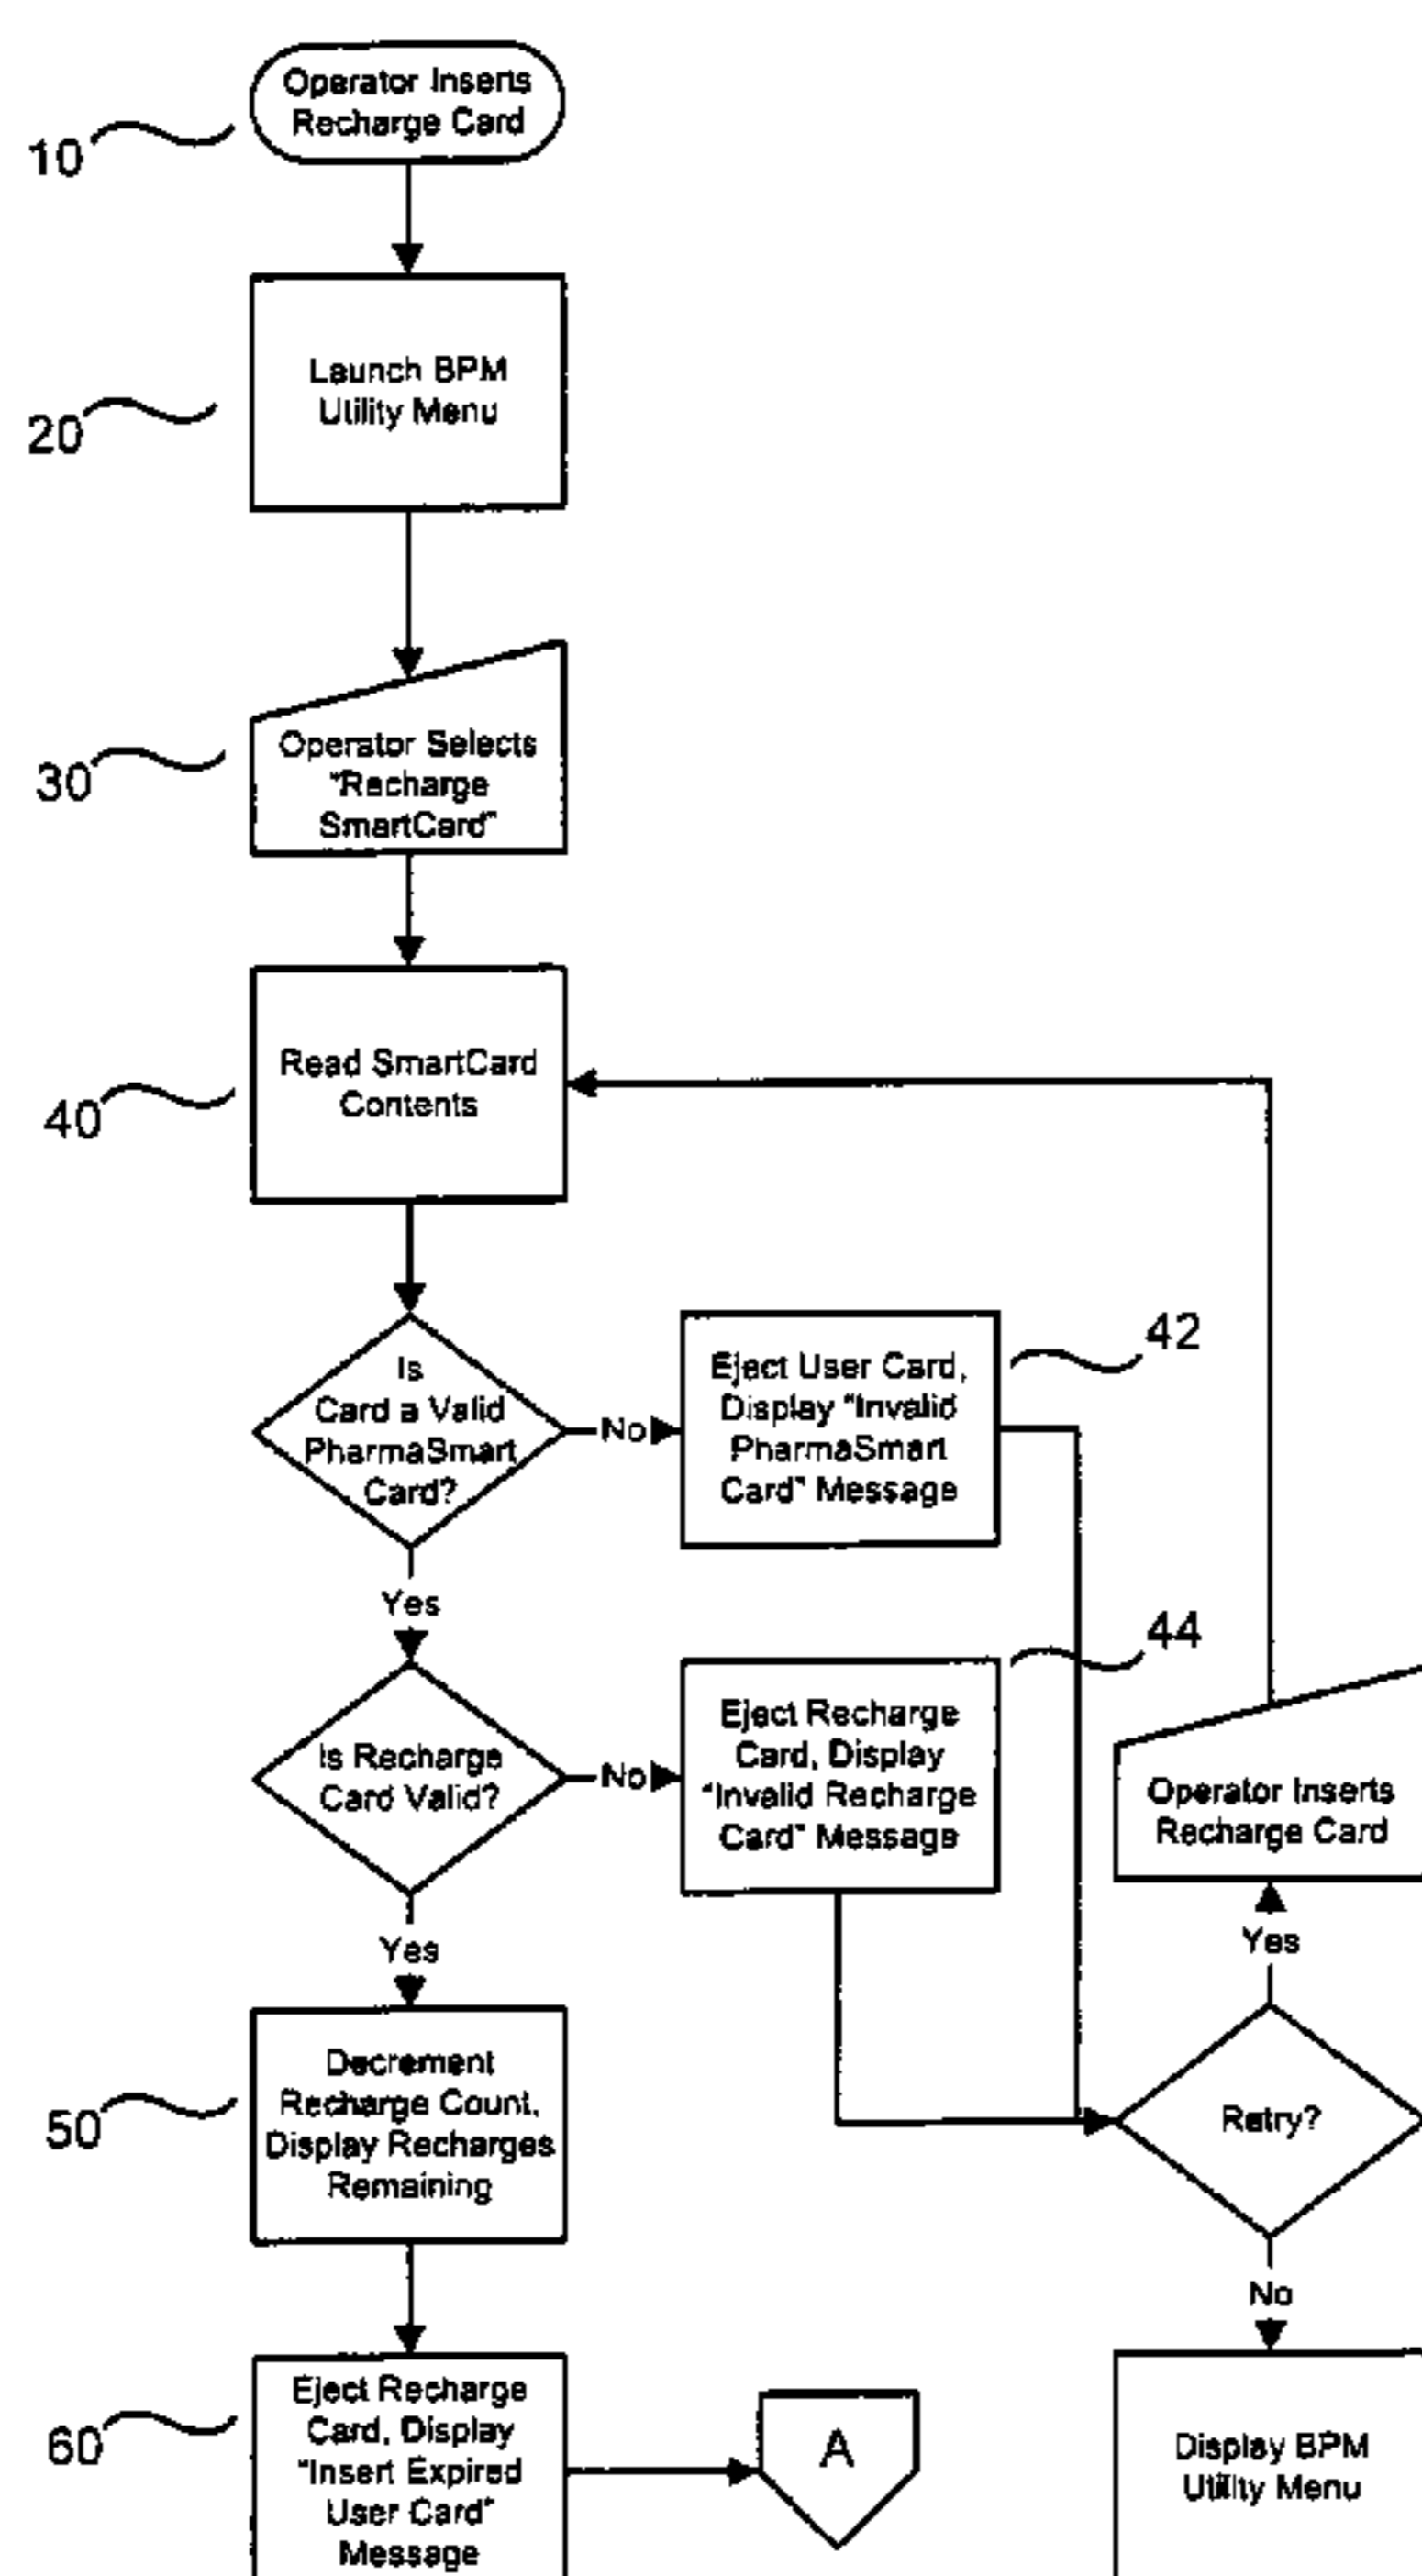 Operator Inserts
Recharge Card
10
Launch BPM
Utility Menu
20
Operator Selects
"Recharge
SmartCard"
30
Read SmartCard
Contents
40
Is
Card a Valid
PharmaSmart
Card?
No
Eject User Card,
Display "Invalid
PharmaSmart
Card" Message
42
Yes
Is Recharge
Card Valid?
No
Eject Recharge
Card, Display
"Invalid Recharge
Card" Message
44
Operator Inserts
Recharge Card
Yes
Yes
Decrement
Recharge Count,
Display Recharges
Remaining
50
Retry?
No
Eject Recharge
Card, Display
"Insert Expired
User Card"
Message
60
A
Display BPM
Utility Menu